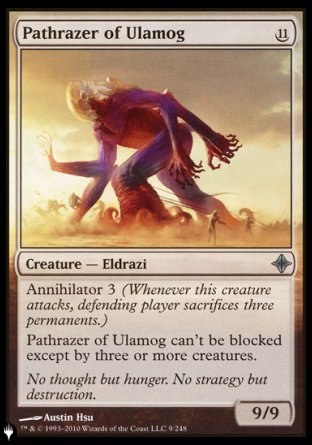 Pathrazer of Ulamog 11
Creature — Eldrazi
Annihilator 3 (Whenever this creature
attacks, defending player sacrifices three
permanents.)
Pathrazer of Ulamog can't be blocked
except by three or more creatures.
No thought but hunger. No strategy but
destruction.
Austin Hsu
™ & © 1993–2010 Wizards of the Coast LLC 9/248
9/9